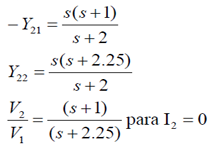 −Y₂₁ = s(s+1) / s+2
Y₂₂ = s(s+2.25) / s+2
V₂ / V₁ = (s+1) / (s+2.25) para I₂ = 0